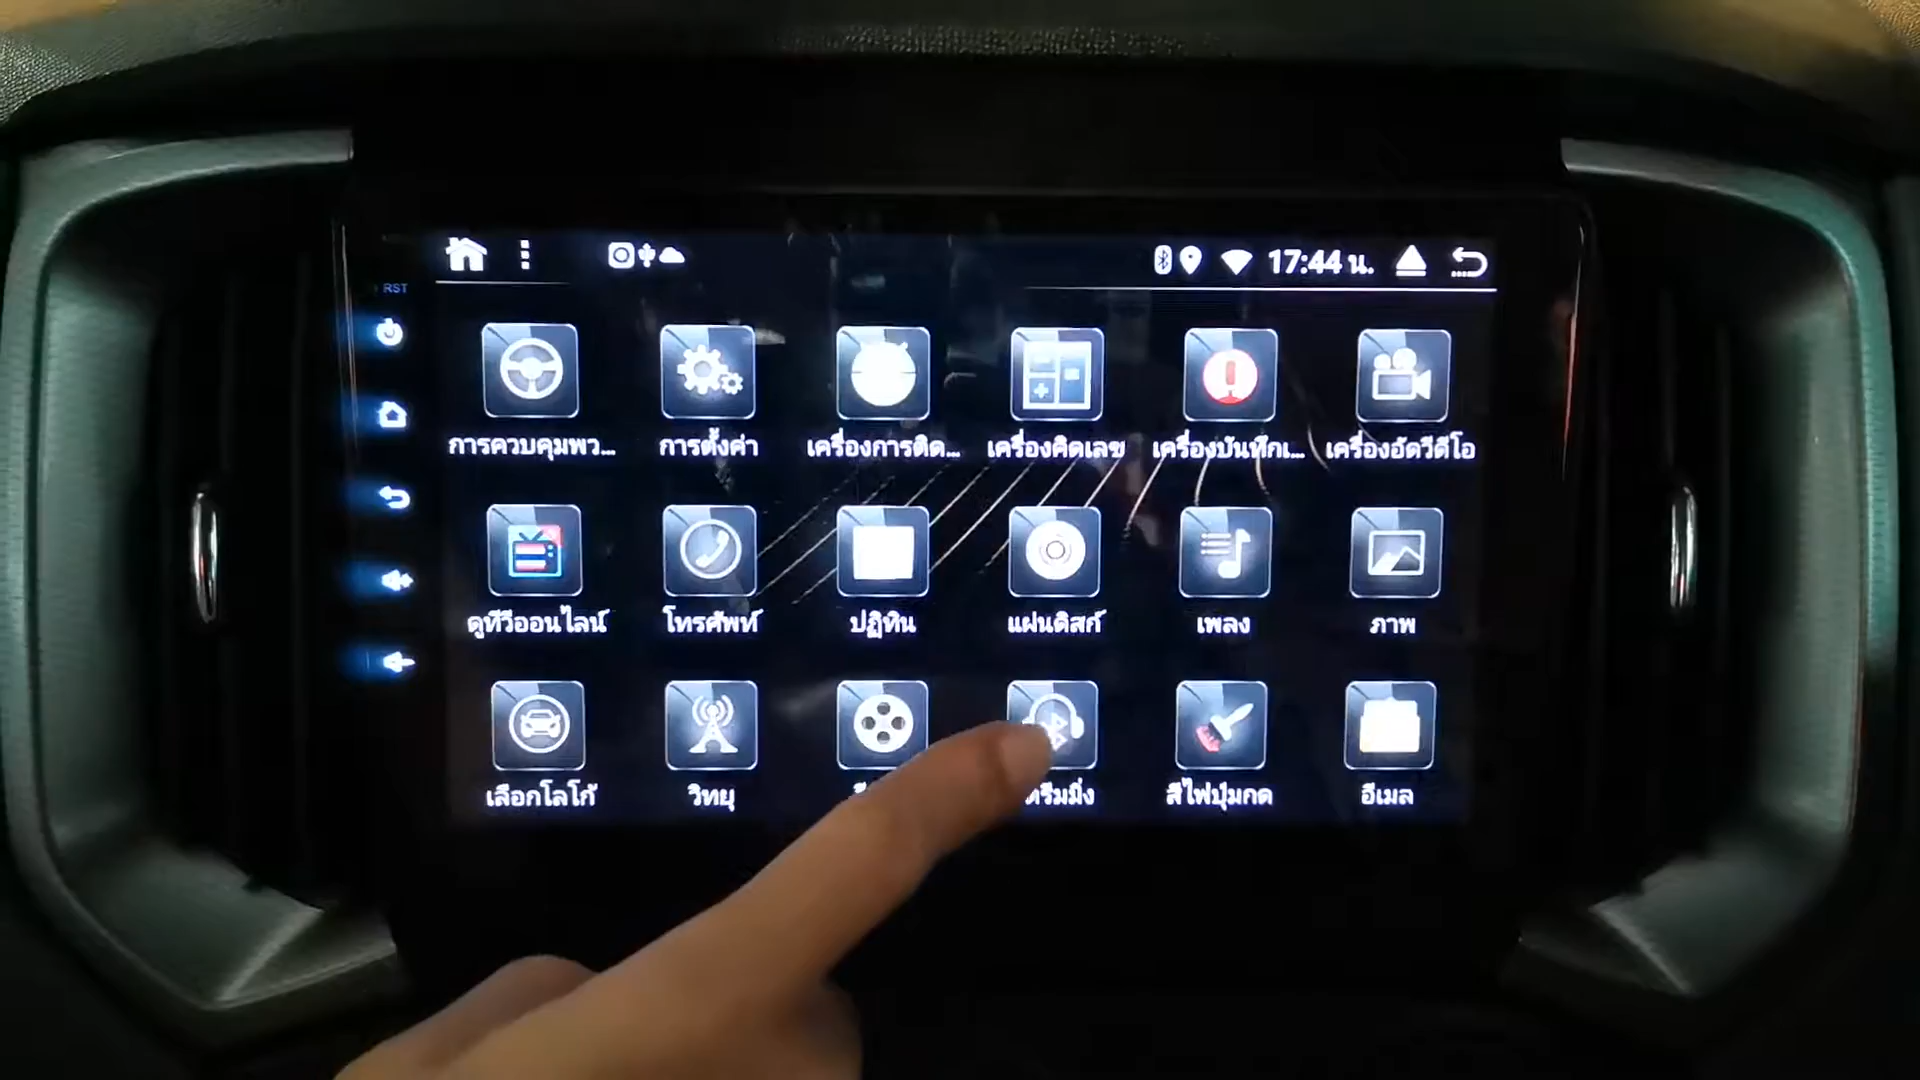 17:44 น.
RST
การควบคุมพว...
การตั้งค่า
เครื่องการติด...
เครื่องคิดเลข
เครื่องบันทึกเ...
เครื่องอัดวีดีโอ
ดูทีวีออนไลน์
โทรศัพท์
ปฏิทิน
แผ่นดิสก์
เพลง
ภาพ
เลือกโลโก้
วิทยุ
ตรีมมิ่ง
สีไฟปุ่มกด
อีเมล